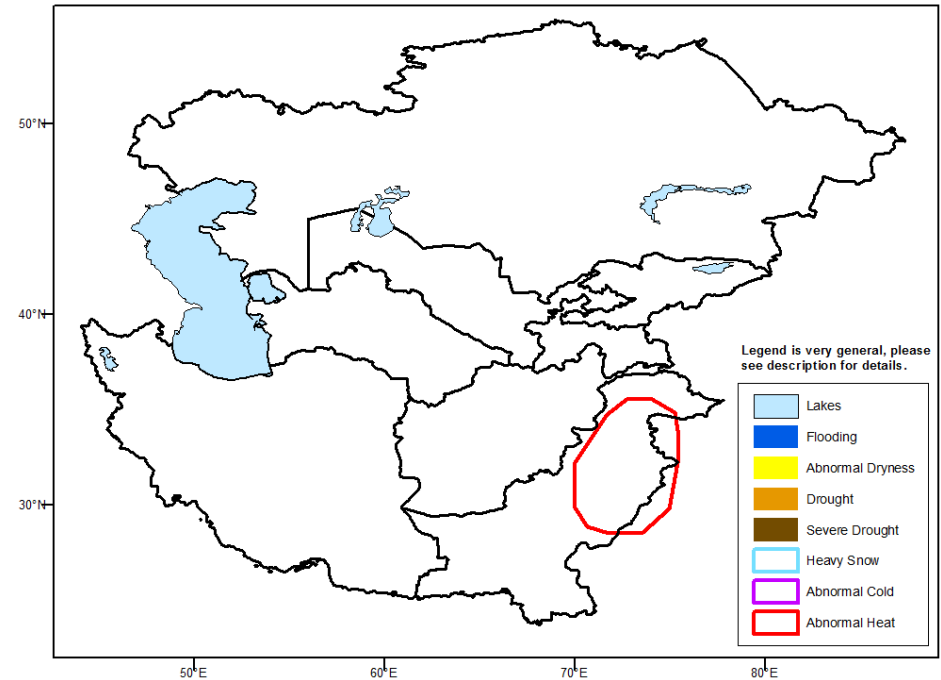 50°N
40°N
30°N
50°E
60°E
70°E
80°E
Legend is very general, please
see description for details.
Lakes
Flooding
Abnormal Dryness
Drought
Severe Drought
Heavy Snow
Abnormal Cold
Abnormal Heat